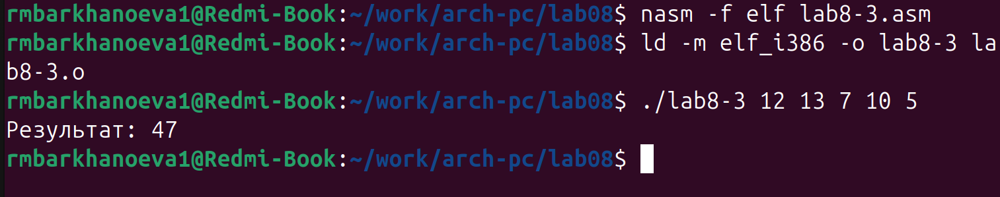 rmbarkhanoeva1@Redmi-Book:~/work/arch-pc/lab08$ nasm -f elf lab8-3.asm
rmbarkhanoeva1@Redmi-Book:~/work/arch-pc/lab08$ ld -m elf_i386 -o lab8-3 la
b8-3.o
rmbarkhanoeva1@Redmi-Book:~/work/arch-pc/lab08$ ./lab8-3 12 13 7 10 5
Результат: 47
rmbarkhanoeva1@Redmi-Book:~/work/arch-pc/lab08$